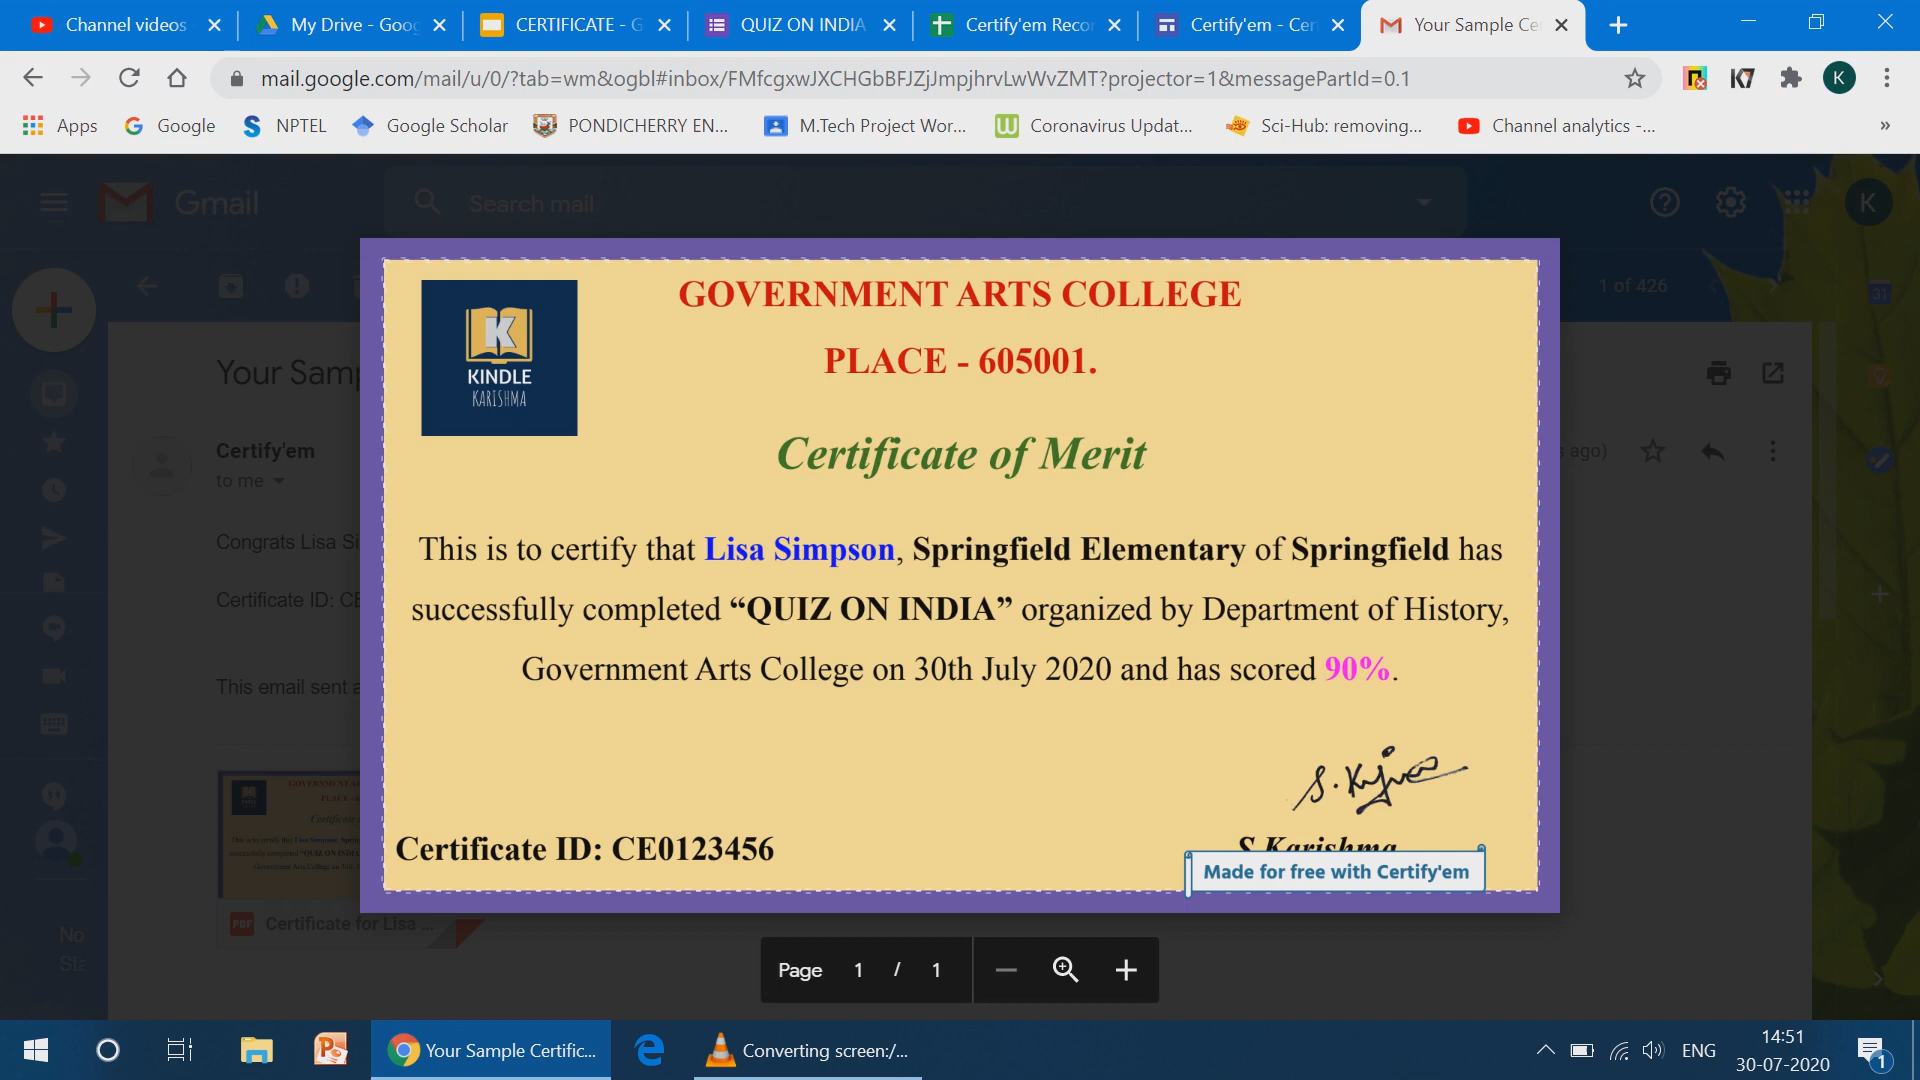 Channel videos
My Drive - Goog
CERTIFICATE - G
QUIZ ON INDIA
Certify'em Reco
Certify'em - Cer
Your Sample Ce
mail.google.com/mail/u/0/?tab=wm&ogbl#inbox/FMfcgxwJXCHGbBFJZjJmpjhrvLwWvZMT?projector=1&messagePartId=0.1
K7
K
Apps
Google
NPTEL
Google Scholar
PONDICHERRY EN...
M.Tech Project Wor...
Coronavirus Updat...
Sci-Hub: removing...
Channel analytics -...
»
Gmail
Search mail
K
1 of 426
31
Your Samp
Certify'em
to me
s ago)
Congrats Lisa Si
Certificate ID: CE
This email sent a
GOVERNMENT ARTS COLLEGE
PLACE - 605001.
K
KINDLE
KARISHMA
Certificate of Merit
This is to certify that Lisa Simpson, Springfield Elementary of Springfield has
successfully completed “QUIZ ON INDIA” organized by Department of History,
Government Arts College on 30th July 2020 and has scored 90%.
Certificate ID: CE0123456
S.Karishma
Made for free with Certify'em
PDF
Certificate for Lisa ...
No
Page 1 / 1
Your Sample Certific...
Converting screen:/...
ENG
14:51
30-07-2020
1